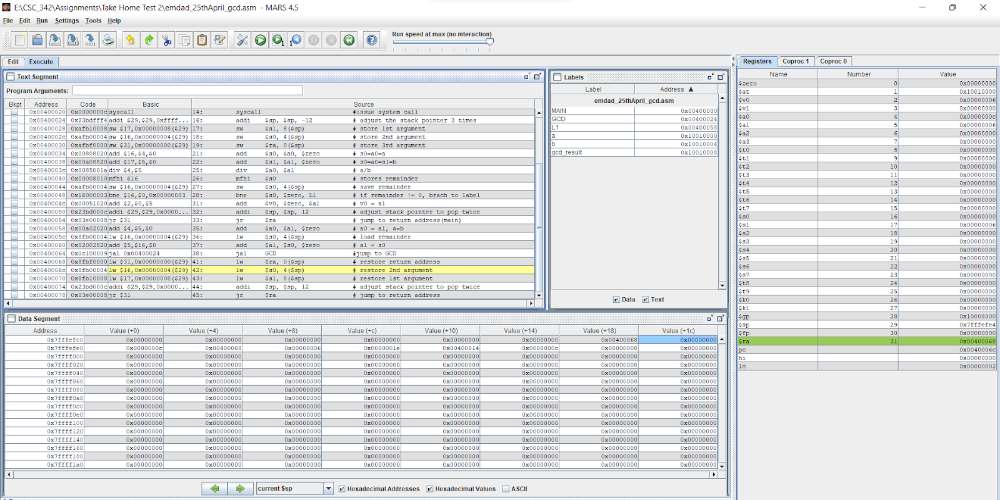 E:\CSC_342\Assignments\Take Home Test 2\emdad_25thApril_gcd.asm - MARS 4.5
File Edit Run Settings Tools Help
Run speed at max (no interaction)
Edit Execute
Text Segment
Program Arguments:
Bkpt Address Code Basic Source
0x00400020 0x0000000c syscall 14: syscall #issue system call
0x00400024 0x23bdfff4 addi $29,$29,0xffff... 16: addi $sp, $sp, -12 # adjust the stack pointer 3 times
0x00400028 0xafb10008 sw $17,0x00000008($29) 17: sw $s1, 8($sp) # store 1st argument
0x0040002c 0xafb00004 sw $16,0x00000004($29) 18: sw $s0, 4($sp) # store 2nd argument
0x00400030 0xafbf0000 sw $31,0x00000000($29) 19: sw $ra, 0($sp) # store 3rd argument
0x00400034 0x00808020 add $16,$4,$0 21: add $s0, $a0, $zero # s0=a0=a
0x00400038 0x00a08820 add $17,$5,$0 22: add $s1, $a1, $zero # s0=a0=s1=b
0x0040003c 0x0085001a div $4,$5 25: div $a0, $a1 # a/b
0x00400040 0x00008010 mfhi $16 26: mfhi $s0 # stores remainder
0x00400044 0xafb00004 sw $16,0x00000004($29) 27: sw $s0, 4($sp) # save remainder
0x00400048 0x16000003 bne $16,$0,0x00000003 28: bne $s0, $zero, L1 # if remainder != 0, brach to label
0x0040004c 0x00051020 add $2,$0,$5 31: add $v0, $zero, $a1 # v0 = a1
0x00400050 0x23bd000c addi $29,$29,0x0000... 32: addi $sp, $sp, 12 # adjust stack pointer to pop twice
0x00400054 0x03e00008 jr $31 33: jr $ra # jump to return address(main)
0x00400058 0x00a02020 add $4,$5,$0 35: add $a0, $a1, $zero # a0 = a1, a=b
0x0040005c 0x8fb00004 lw $16,0x00000004($29) 36: lw $s0, 4($sp) # load remainder
0x00400060 0x02002820 add $5,$16,$0 37: add $a1, $s0, $zero # a1 = s0
0x00400064 0x0c100009 jal 0x00400024 38: jal GCD #jump to GCD
0x00400068 0x8fbf0000 lw $31,0x00000000($29) 41: lw $ra, 0($sp) # restore return address
0x0040006c 0x8fb00004 lw $16,0x00000004($29) 42: lw $s0, 4($sp) # restore 2nd argument
0x00400070 0x8fb10008 lw $17,0x00000008($29) 43: lw $s1, 8($sp) # restore 1st argument
0x00400074 0x23bd000c addi $29,$29,0x0000... 44: addi $sp, $sp, 12 # adjust stack pointer to pop twice
0x00400078 0x03e00008 jr $31 45: jr $ra # jump to return address
Labels
Label Address ▲
emdad_25thApril_gcd.asm
MAIN 0x00400000
GCD 0x00400024
L1 0x00400058
a 0x10010000
b 0x10010004
gcd_result 0x10010008
Data Text
Data Segment
Address Value (+0) Value (+4) Value (+8) Value (+c) Value (+10) Value (+14) Value (+18) Value (+1c)
0x7fffefc0 0x00000000 0x00000000 0x00000000 0x00000000 0x00000000 0x00000000 0x00400068 0x00000000
0x7fffefe0 0x0000000c 0x00400068 0x00000006 0x0000001e 0x00400014 0x0000000c 0x00000000 0x00000000
0x7ffff000 0x00000000 0x00000000 0x00000000 0x00000000 0x00000000 0x00000000 0x00000000 0x00000000
0x7ffff020 0x00000000 0x00000000 0x00000000 0x00000000 0x00000000 0x00000000 0x00000000 0x00000000
0x7ffff040 0x00000000 0x00000000 0x00000000 0x00000000 0x00000000 0x00000000 0x00000000 0x00000000
0x7ffff060 0x00000000 0x00000000 0x00000000 0x00000000 0x00000000 0x00000000 0x00000000 0x00000000
0x7ffff080 0x00000000 0x00000000 0x00000000 0x00000000 0x00000000 0x00000000 0x00000000 0x00000000
0x7ffff0a0 0x00000000 0x00000000 0x00000000 0x00000000 0x00000000 0x00000000 0x00000000 0x00000000
0x7ffff0c0 0x00000000 0x00000000 0x00000000 0x00000000 0x00000000 0x00000000 0x00000000 0x00000000
0x7ffff0e0 0x00000000 0x00000000 0x00000000 0x00000000 0x00000000 0x00000000 0x00000000 0x00000000
0x7ffff100 0x00000000 0x00000000 0x00000000 0x00000000 0x00000000 0x00000000 0x00000000 0x00000000
0x7ffff120 0x00000000 0x00000000 0x00000000 0x00000000 0x00000000 0x00000000 0x00000000 0x00000000
0x7ffff140 0x00000000 0x00000000 0x00000000 0x00000000 0x00000000 0x00000000 0x00000000 0x00000000
0x7ffff160 0x00000000 0x00000000 0x00000000 0x00000000 0x00000000 0x00000000 0x00000000 0x00000000
0x7ffff180 0x00000000 0x00000000 0x00000000 0x00000000 0x00000000 0x00000000 0x00000000 0x00000000
0x7ffff1a0 0x00000000 0x00000000 0x00000000 0x00000000 0x00000000 0x00000000 0x00000000 0x00000000
current $sp Hexadecimal Addresses Hexadecimal Values ASCII
Registers Coproc 1 Coproc 0
Name Number Value
$zero 0 0x00000000
$at 1 0x10010000
$v0 2 0x00000006
$v1 3 0x00000000
$a0 4 0x0000000c
$a1 5 0x00000006
$a2 6 0x00000000
$a3 7 0x00000000
$t0 8 0x00000000
$t1 9 0x00000000
$t2 10 0x00000000
$t3 11 0x00000000
$t4 12 0x00000000
$t5 13 0x00000000
$t6 14 0x00000000
$t7 15 0x00000000
$s0 16 0x00000000
$s1 17 0x00000006
$s2 18 0x00000000
$s3 19 0x00000000
$s4 20 0x00000000
$s5 21 0x00000000
$s6 22 0x00000000
$s7 23 0x00000000
$t8 24 0x00000000
$t9 25 0x00000000
$k0 26 0x00000000
$k1 27 0x00000000
$gp 28 0x10008000
$sp 29 0x7fffefe4
$fp 30 0x00000000
$ra 31 0x00400068
pc 0x0040006c
hi 0x00000000
lo 0x00000002